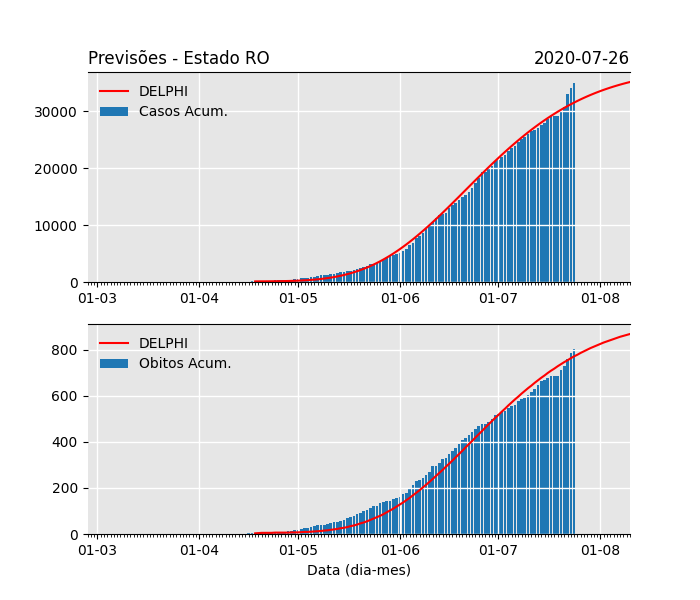 Previsões - Estado RO 2020-07-26
DELPHI
Casos Acum.
30000
20000
10000
0
01-03 01-04 01-05 01-06 01-07 01-08
DELPHI
Obitos Acum.
800
600
400
200
0
01-03 01-04 01-05 01-06 01-07 01-08
Data (dia-mes)